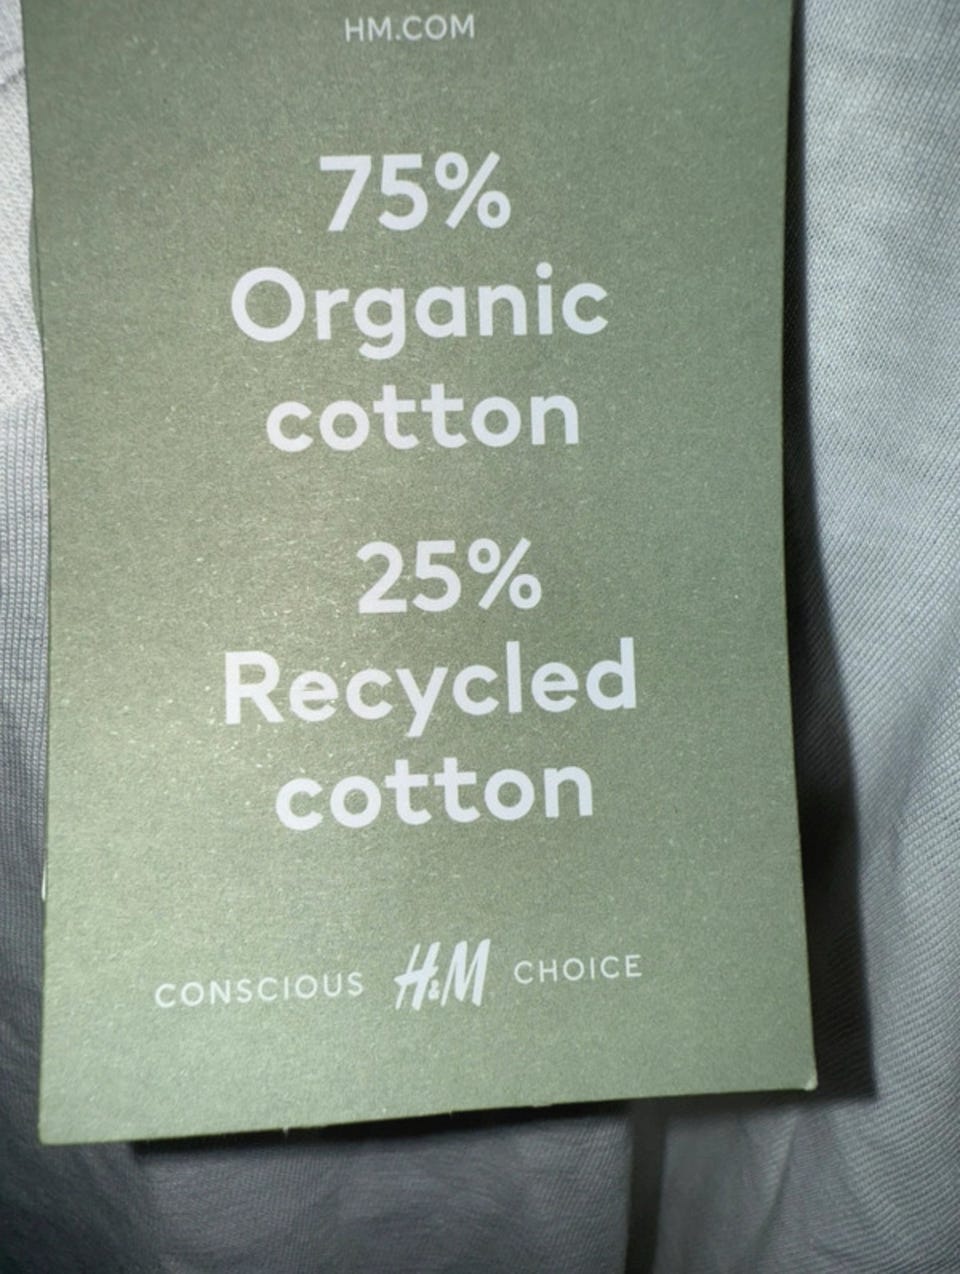 HM.COM
75%
Organic
cotton
25%
Recycled
cotton
CONSCIOUS H&M CHOICE